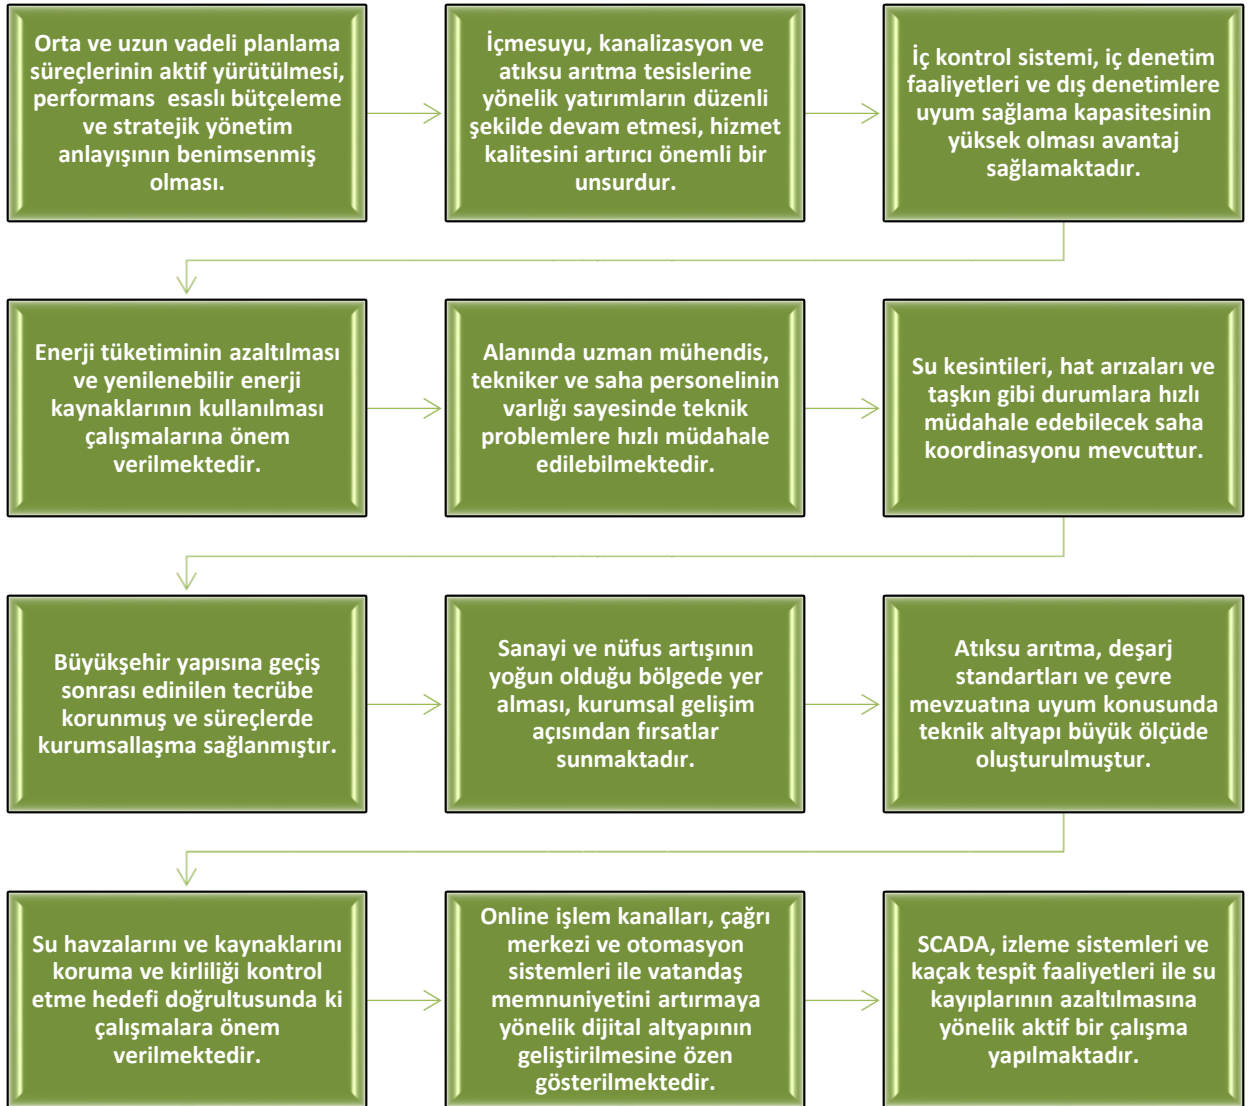 Orta ve uzun vadeli planlama
süreçlerinin aktif yürütülmesi,
performans  esaslı bütçeleme
ve stratejik yönetim
anlayışının benimsenmiş
olması.
İçmesuyu, kanalizasyon ve
atıksu arıtma tesislerine
yönelik yatırımların düzenli
şekilde devam etmesi, hizmet
kalitesini artırıcı önemli bir
unsurdur.
İç kontrol sistemi, iç denetim
faaliyetleri ve dış denetimlere
uyum sağlama kapasitesinin
yüksek olması avantaj
sağlamaktadır.
Enerji tüketiminin azaltılması
ve yenilenebilir enerji
kaynaklarının kullanılması
çalışmalarına önem
verilmektedir.
Alanında uzman mühendis,
tekniker ve saha personelinin
varlığı sayesinde teknik
problemlere hızlı müdahale
edilebilmektedir.
Su kesintileri, hat arızaları ve
taşkın gibi durumlara hızlı
müdahale edebilecek saha
koordinasyonu mevcuttur.
Büyükşehir yapısına geçiş
sonrası edinilen tecrübe
korunmuş ve süreçlerde
kurumsallaşma sağlanmıştır.
Sanayi ve nüfus artışının
yoğun olduğu bölgede yer
alması, kurumsal gelişim
açısından fırsatlar
sunmaktadır.
Atıksu arıtma, deşarj
standartları ve çevre
mevzuatına uyum konusunda
teknik altyapı büyük ölçüde
oluşturulmuştur.
Su havzalarını ve kaynaklarını
koruma ve kirliliği kontrol
etme hedefi doğrultusunda ki
çalışmalara önem
verilmektedir.
Online işlem kanalları, çağrı
merkezi ve otomasyon
sistemleri ile vatandaş
memnuniyetini artırmaya
yönelik dijital altyapının
geliştirilmesine özen
gösterilmektedir.
SCADA, izleme sistemleri ve
kaçak tespit faaliyetleri ile su
kayıplarının azaltılmasına
yönelik aktif bir çalışma
yapılmaktadır.